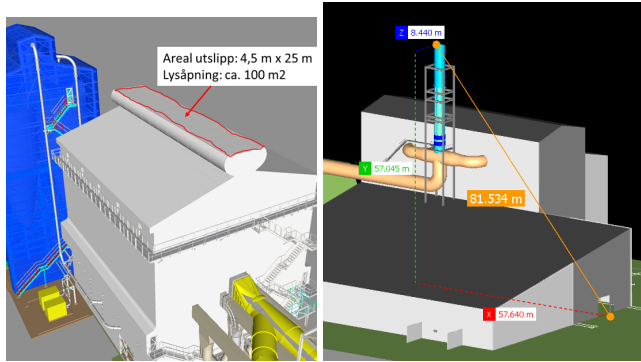 Areal utslipp: 4,5 m x 25 m
Lysåpning: ca. 100 m2
Z 8.440 m
Y 57.045 m
81.534 m
X 57.640 m